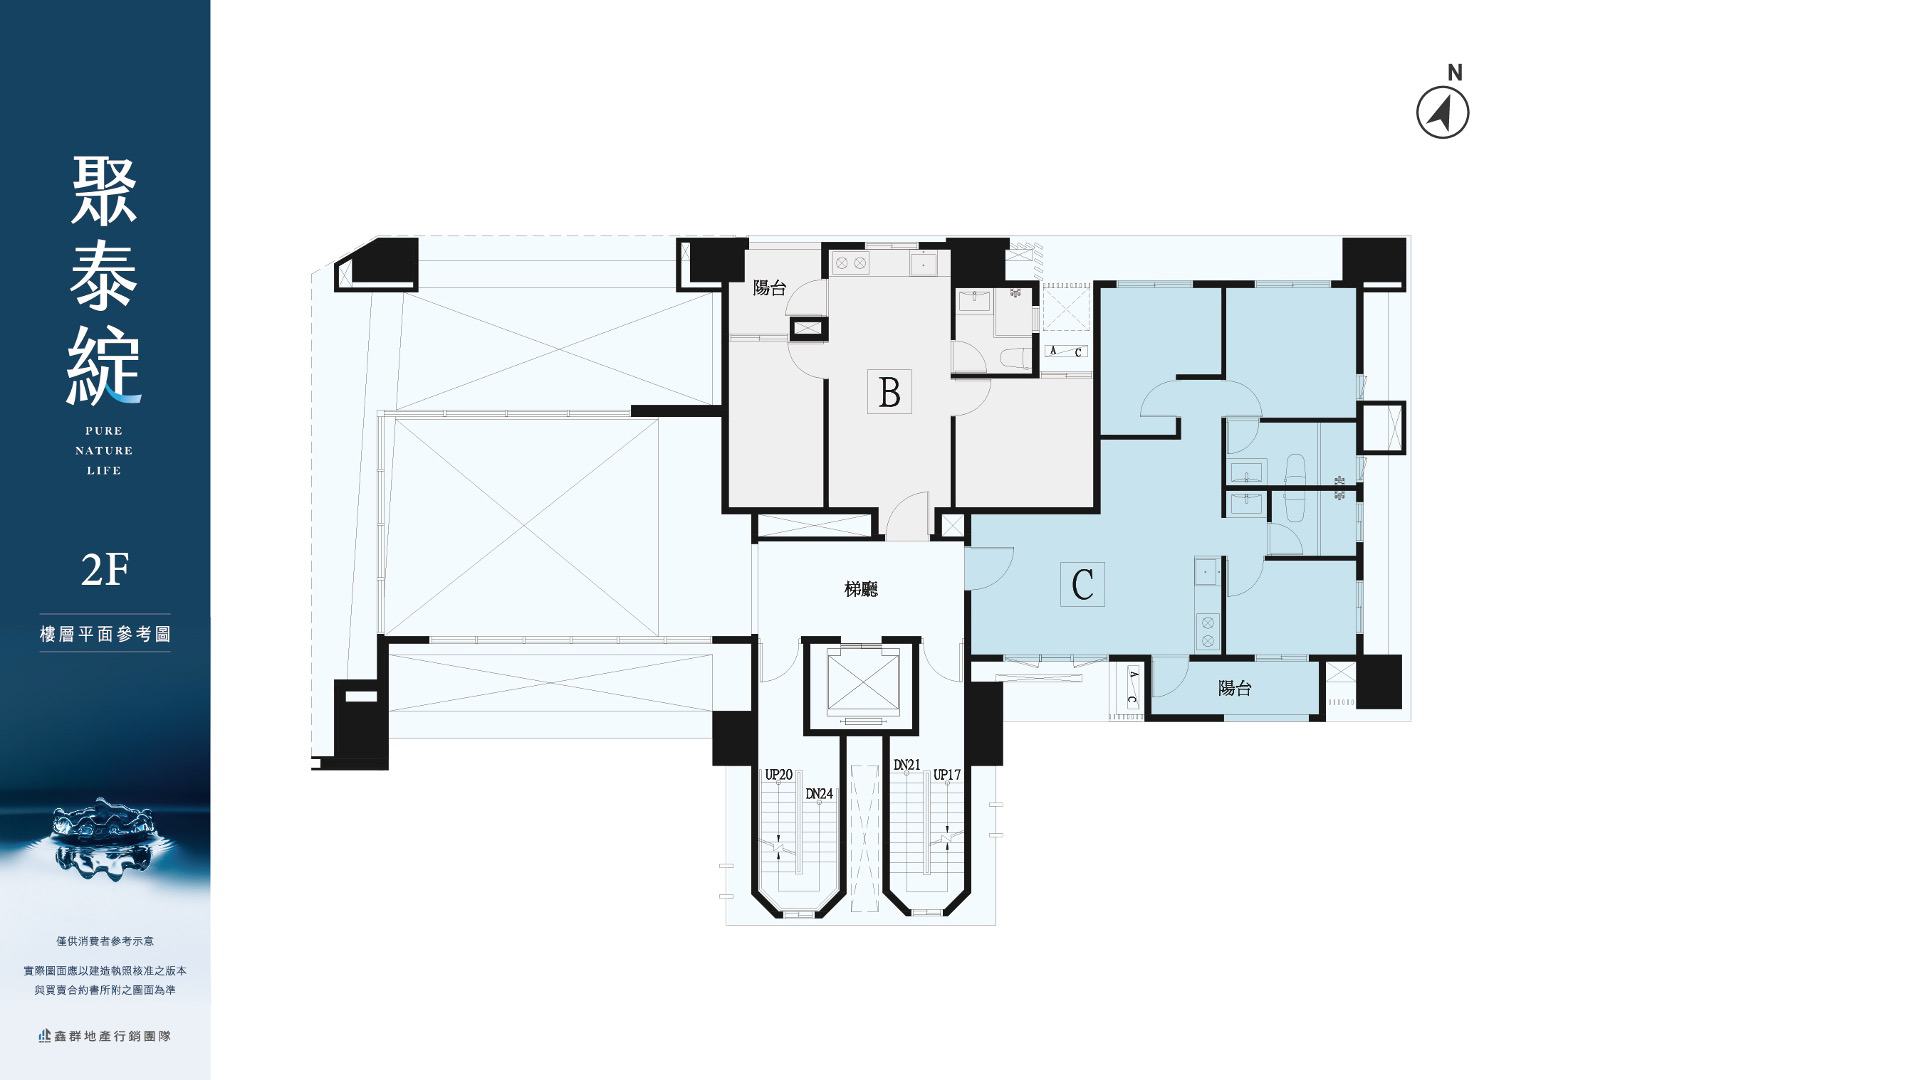 聚
泰
綻
PURE
NATURE
LIFE
2F
樓層平面參考圖
僅供消費者參考示意
實際圖面應以建造執照核准之版本
與買賣合約書所附之圖面為準
鑫群地產行銷團隊
N
陽台
B
A C
C
梯廳
陽台
A C
UP20
DN24
DN21
UP17